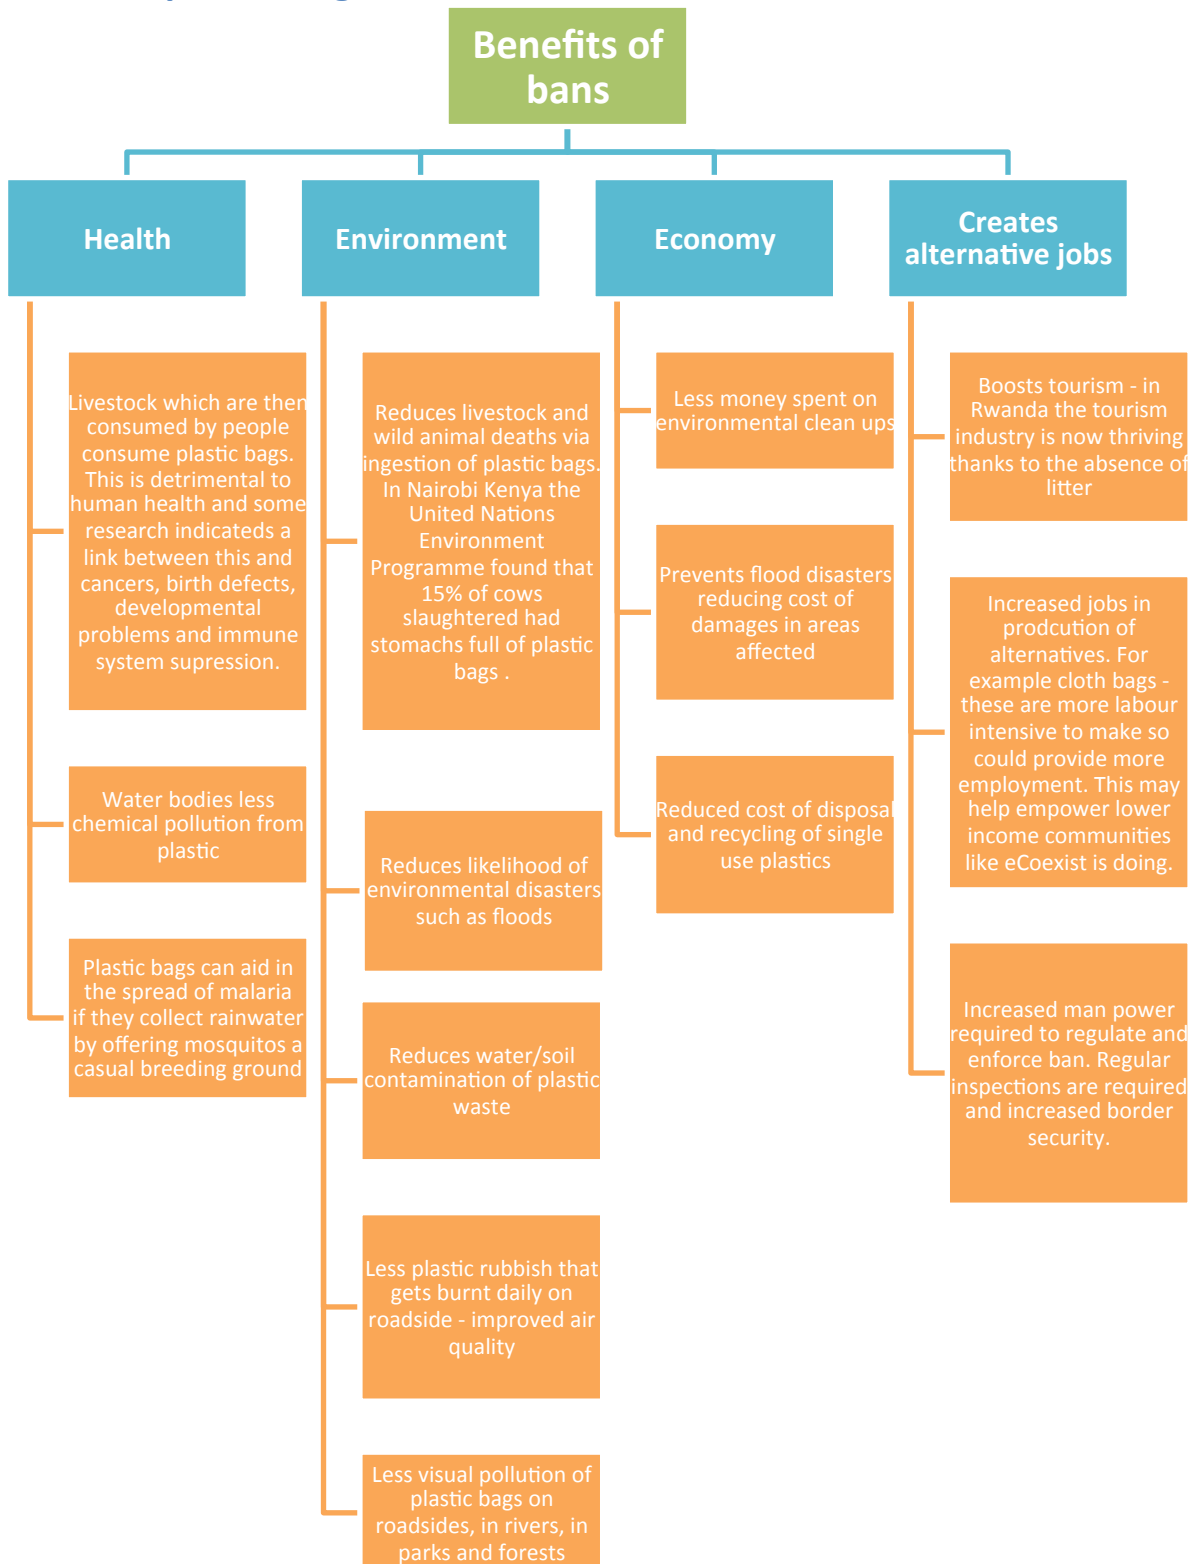 Benefits of
bans
Health
Livestock which are then
consumed by people
consume plastic bags.
This is detrimental to
human health and some
research indicateds a
link between this and
cancers, birth defects,
developmental
problems and immune
system supression.
Water bodies less
chemical pollution from
plastic
Plastic bags can aid in
the spread of malaria
if they collect rainwater
by offering mosquitos a
casual breeding ground
Environment
Reduces livestock and
wild animal deaths via
ingestion of plastic bags.
In Nairobi Kenya the
United Nations
Environment
Programme found that
15% of cows
slaughtered had
stomachs full of plastic
bags .
Reduces likelihood of
environmental disasters
such as floods
Reduces water/soil
contamination of plastic
waste
Less plastic rubbish that
gets burnt daily on
roadside - improved air
quality
Less visual pollution of
plastic bags on
roadsides, in rivers, in
parks and forests
Economy
Less money spent on
environmental clean ups
Prevents flood disasters
reducing cost of
damages in areas
affected
Reduced cost of disposal
and recycling of single
use plastics
Creates
alternative jobs
Boosts tourism - in
Rwanda the tourism
industry is now thriving
thanks to the absence of
litter
Increased jobs in
prodcution of
alternatives. For
example cloth bags -
these are more labour
intensive to make so
could provide more
employment. This may
help empower lower
income communities
like eCoexist is doing.
Increased man power
required to regulate and
enforce ban. Regular
inspections are required
and increased border
security.